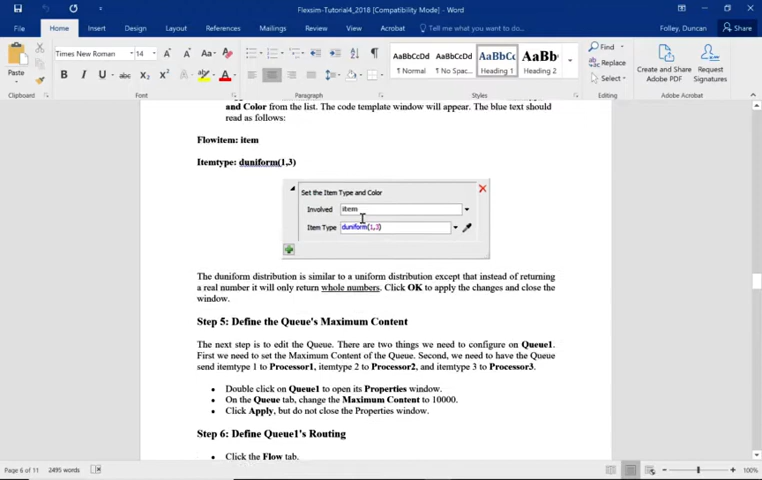 Flexsim-Tutorial4_2018 [Compatibility Mode] - Word
Folley, Duncan
File Home Insert Draw Design Layout References Mailings Review View Acrobat Tell me what you want to do... Share
Times New Roman 14
AaBbCcDc AaBbCcDc AaBbCc AaBb(
¶ Normal ¶ No Spac... Heading 1 Heading 2
Find
Replace
Select
Paste
Create and Share Adobe PDF
Request Signatures
Clipboard Font Paragraph Styles Editing Adobe Acrobat
and Color from the list. The code template window will appear. The blue text should
read as follows:
Flowitem: item
Itemtype: duniform(1,3)
Set the Item Type and Color
Involved item
Item Type duniform(1,3)
The duniform distribution is similar to a uniform distribution except that instead of returning
a real number it will only return whole numbers. Click OK to apply the changes and close the
window.
Step 5: Define the Queue's Maximum Content
The next step is to edit the Queue. There are two things we need to configure on Queue1.
First we need to set the Maximum Content of the Queue. Second, we need to have the Queue
send itemtype 1 to Processor1, itemtype 2 to Processor2, and itemtype 3 to Processor3.
• Double click on Queue1 to open its Properties window.
• On the Queue tab, change the Maximum Content to 10000.
• Click Apply, but do not close the Properties window.
Step 6: Define Queue1's Routing
• Click the Flow tab.
Page 6 of 11 2495 words 100%